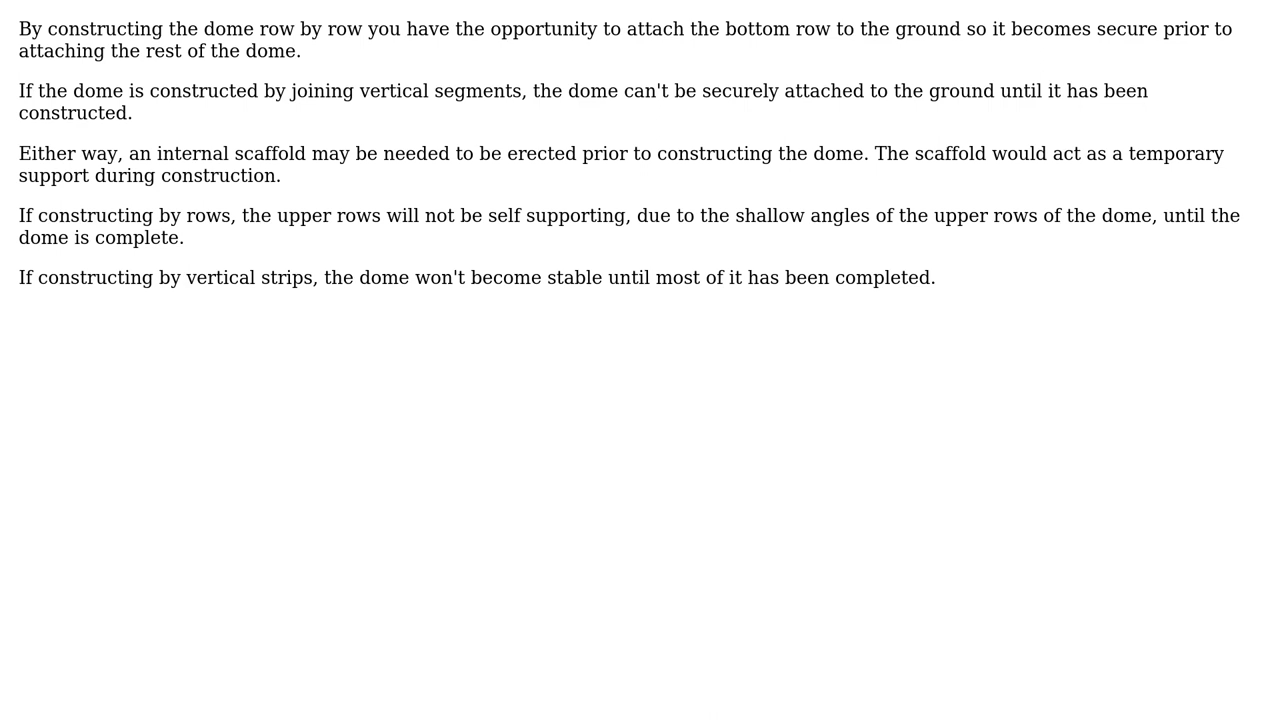 By constructing the dome row by row you have the opportunity to attach the bottom row to the ground so it becomes secure prior to
attaching the rest of the dome.
If the dome is constructed by joining vertical segments, the dome can't be securely attached to the ground until it has been
constructed.
Either way, an internal scaffold may be needed to be erected prior to constructing the dome. The scaffold would act as a temporary
support during construction.
If constructing by rows, the upper rows will not be self supporting, due to the shallow angles of the upper rows of the dome, until the
dome is complete.
If constructing by vertical strips, the dome won't become stable until most of it has been completed.